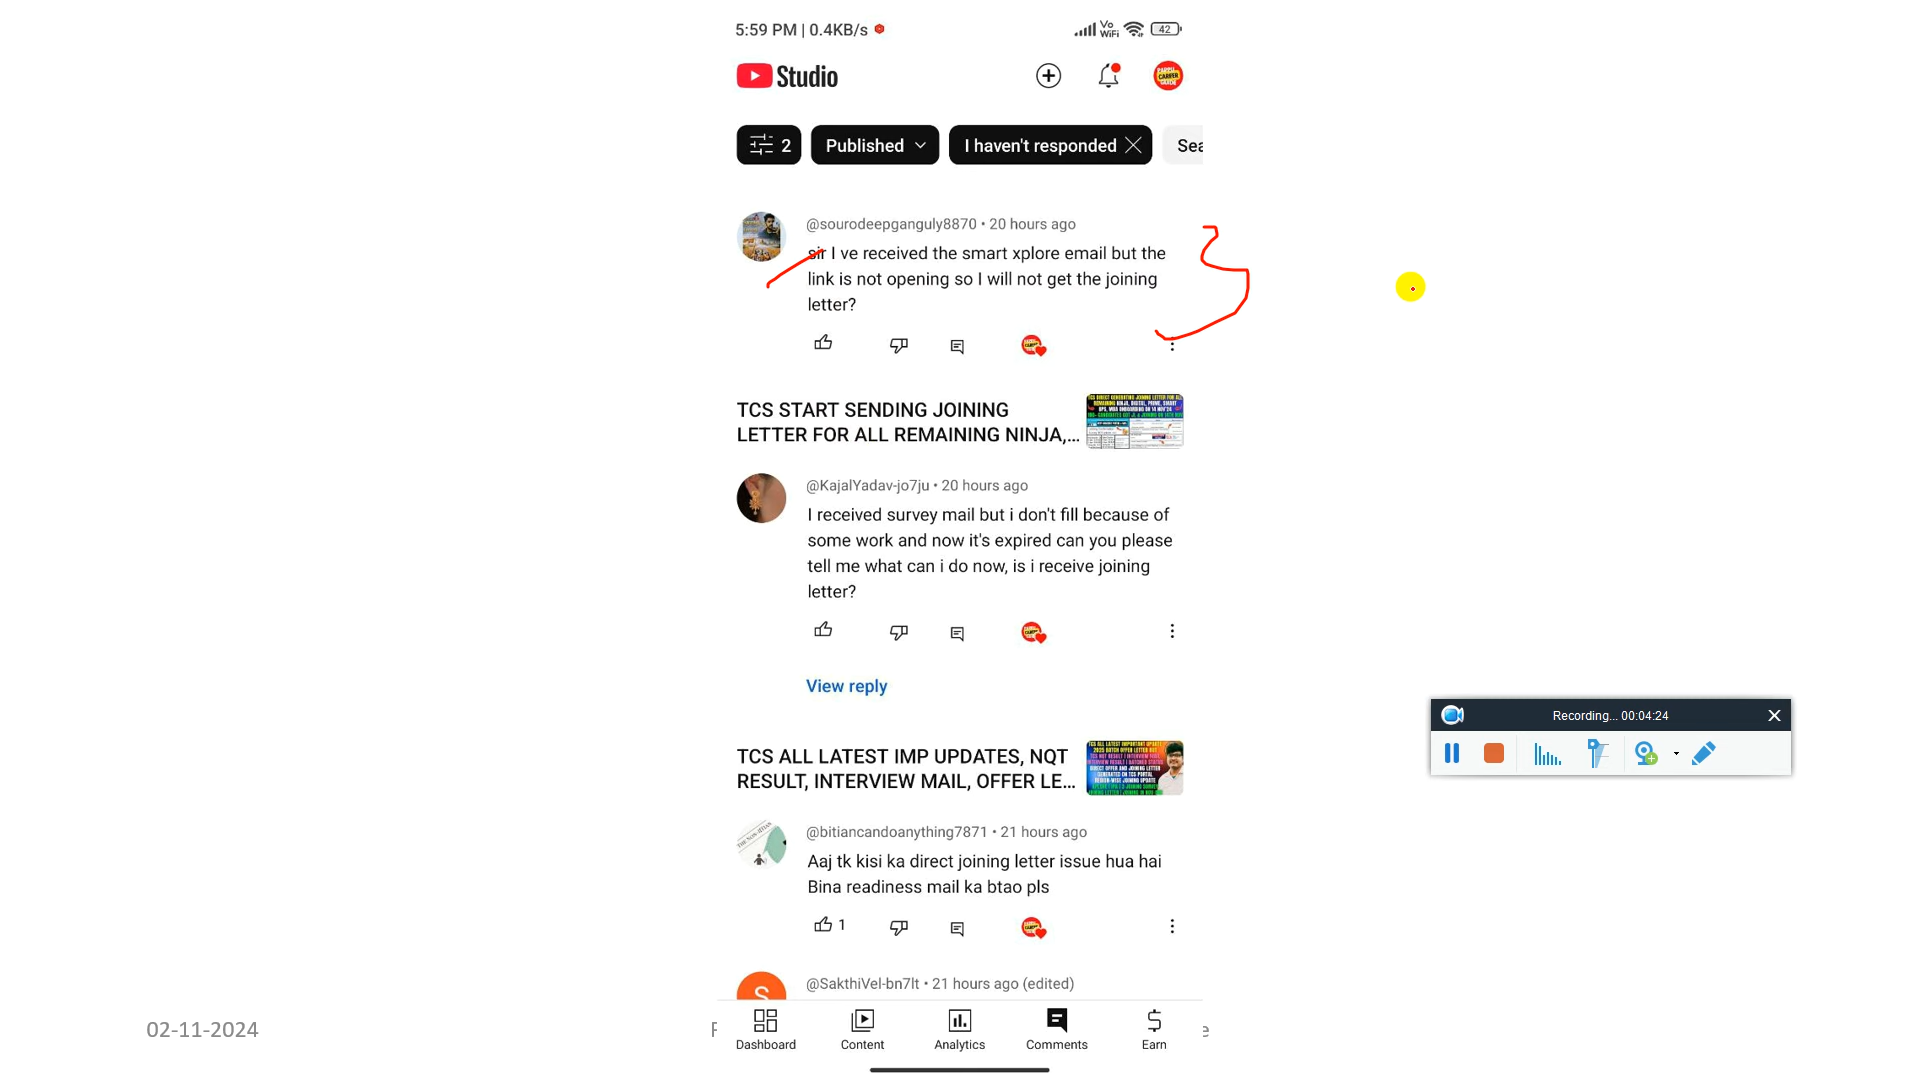 5:59 PM | 0.4KB/s
Vo
WiFi
42
Studio
CAREER
2
Published
I haven't responded
Sea
@sourodeepganguly8870 • 20 hours ago
sir I ve received the smart xplore email but the
link is not opening so I will not get the joining
letter?
TCS START SENDING JOINING
LETTER FOR ALL REMAINING NINJA,...
@KajalYadav-jo7ju • 20 hours ago
I received survey mail but i don't fill because of
some work and now it's expired can you please
tell me what can i do now, is i receive joining
letter?
View reply
TCS ALL LATEST IMP UPDATES, NQT
RESULT, INTERVIEW MAIL, OFFER LE...
@bitiancandoanything7871 • 21 hours ago
Aaj tk kisi ka direct joining letter issue hua hai
Bina readiness mail ka btao pls
1
S
@SakthiVel-bn7lt • 21 hours ago (edited)
Dashboard
Content
Analytics
Comments
Earn
Recording... 00:04:24
02-11-2024